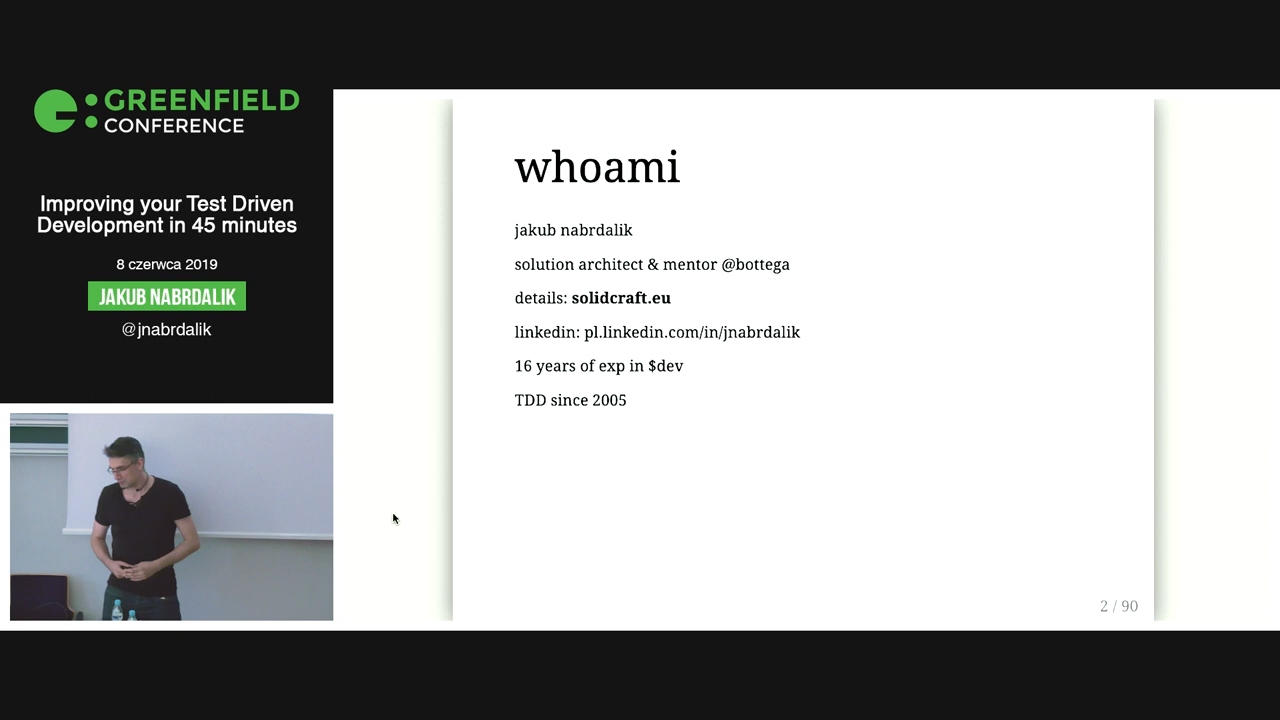 GREENFIELD
CONFERENCE
Improving your Test Driven
Development in 45 minutes
8 czerwca 2019
JAKUB NABRDALIK
@jnabrdalik
whoami
jakub nabrdalik
solution architect & mentor @bottega
details: solidcraft.eu
linkedin: pl.linkedin.com/in/jnabrdalik
16 years of exp in $dev
TDD since 2005
2 / 90